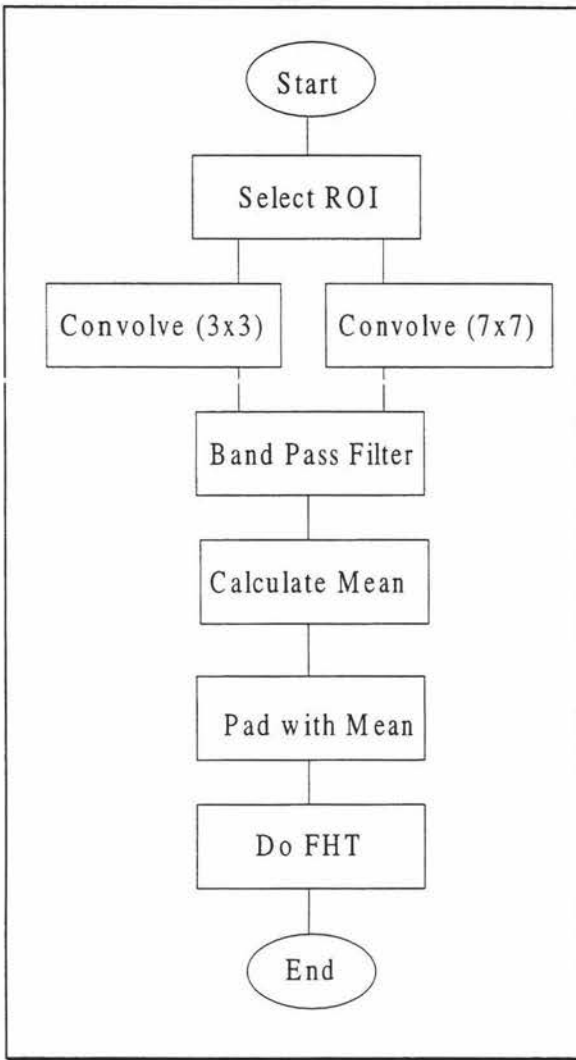 Start
Select ROI
Convolve (3x3)
Convolve (7x7)
Band Pass Filter
Calculate Mean
Pad with Mean
Do FHT
End